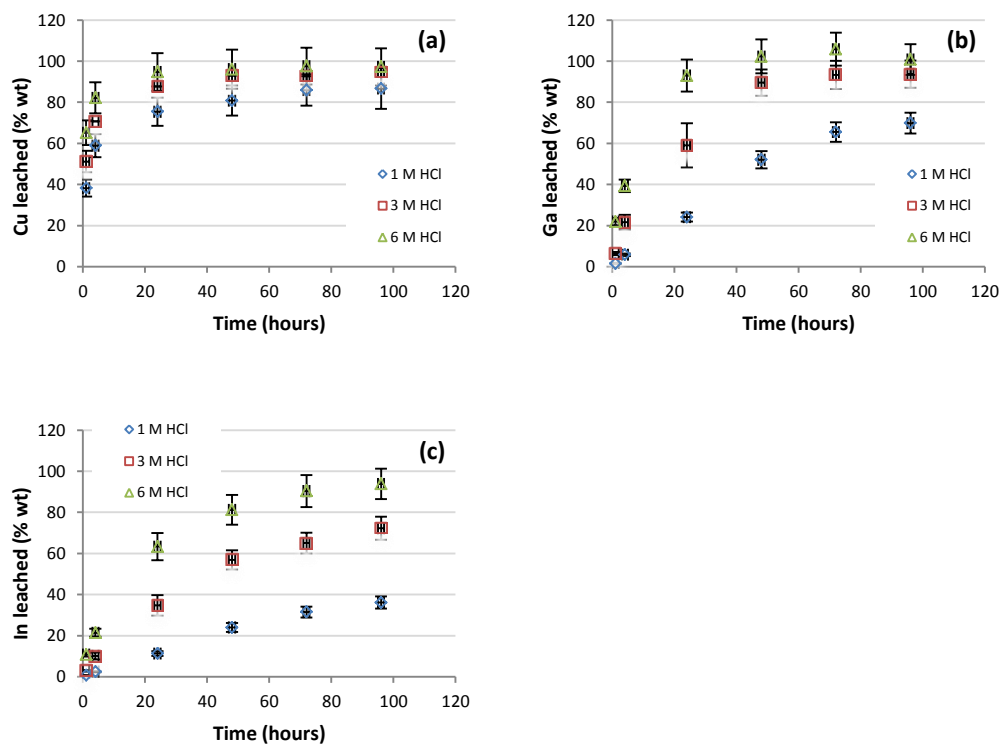 (a)
Cu leached (% wt)
120
100
80
60
40
20
0
1 M HCl
3 M HCl
6 M HCl
0 20 40 60 80 100 120
Time (hours)
(b)
Ga leached (% wt)
120
100
80
60
40
20
0
1 M HCl
3 M HCl
6 M HCl
0 20 40 60 80 100 120
Time (hours)
(c)
In leached (% wt)
120
100
80
60
40
20
0
1 M HCl
3 M HCl
6 M HCl
0 20 40 60 80 100 120
Time (hours)